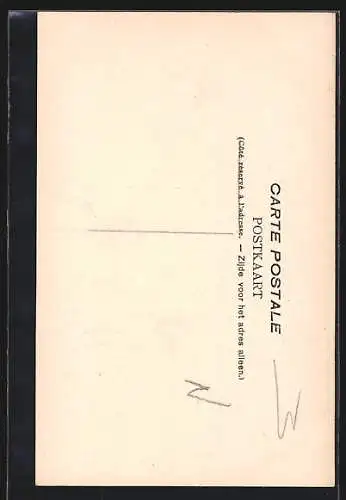 CARTE POSTALE
POSTKAART
(Côté réservé à l'adresse. — Zijde voor het adres alleen.)